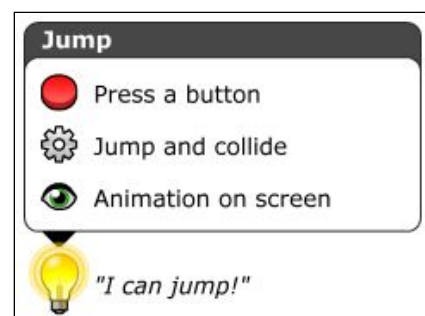 Jump
Press a button
Jump and collide
Animation on screen
"I can jump!"